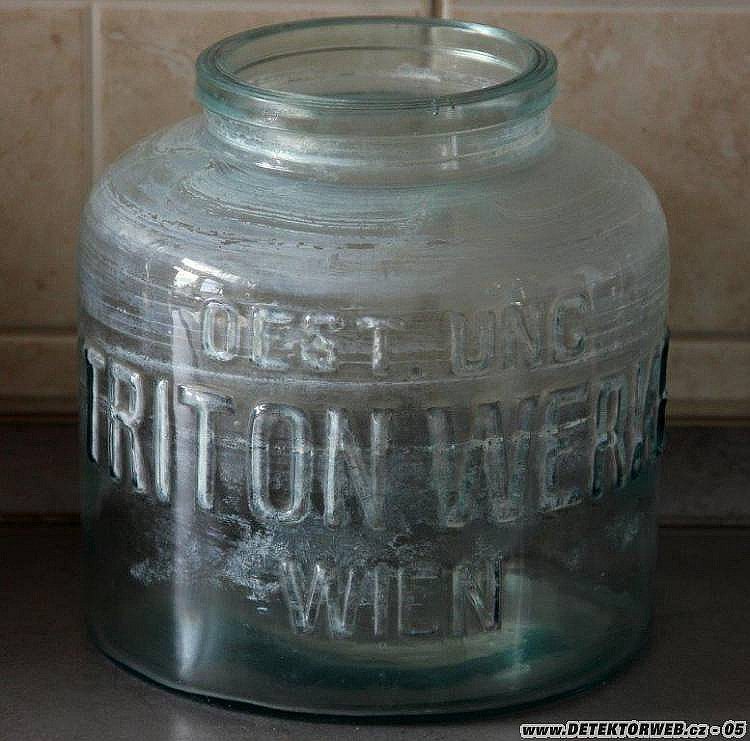 OEST. UNG
TRITON WERKE
WIEN
www.DETEKTORWEB.cz - 05